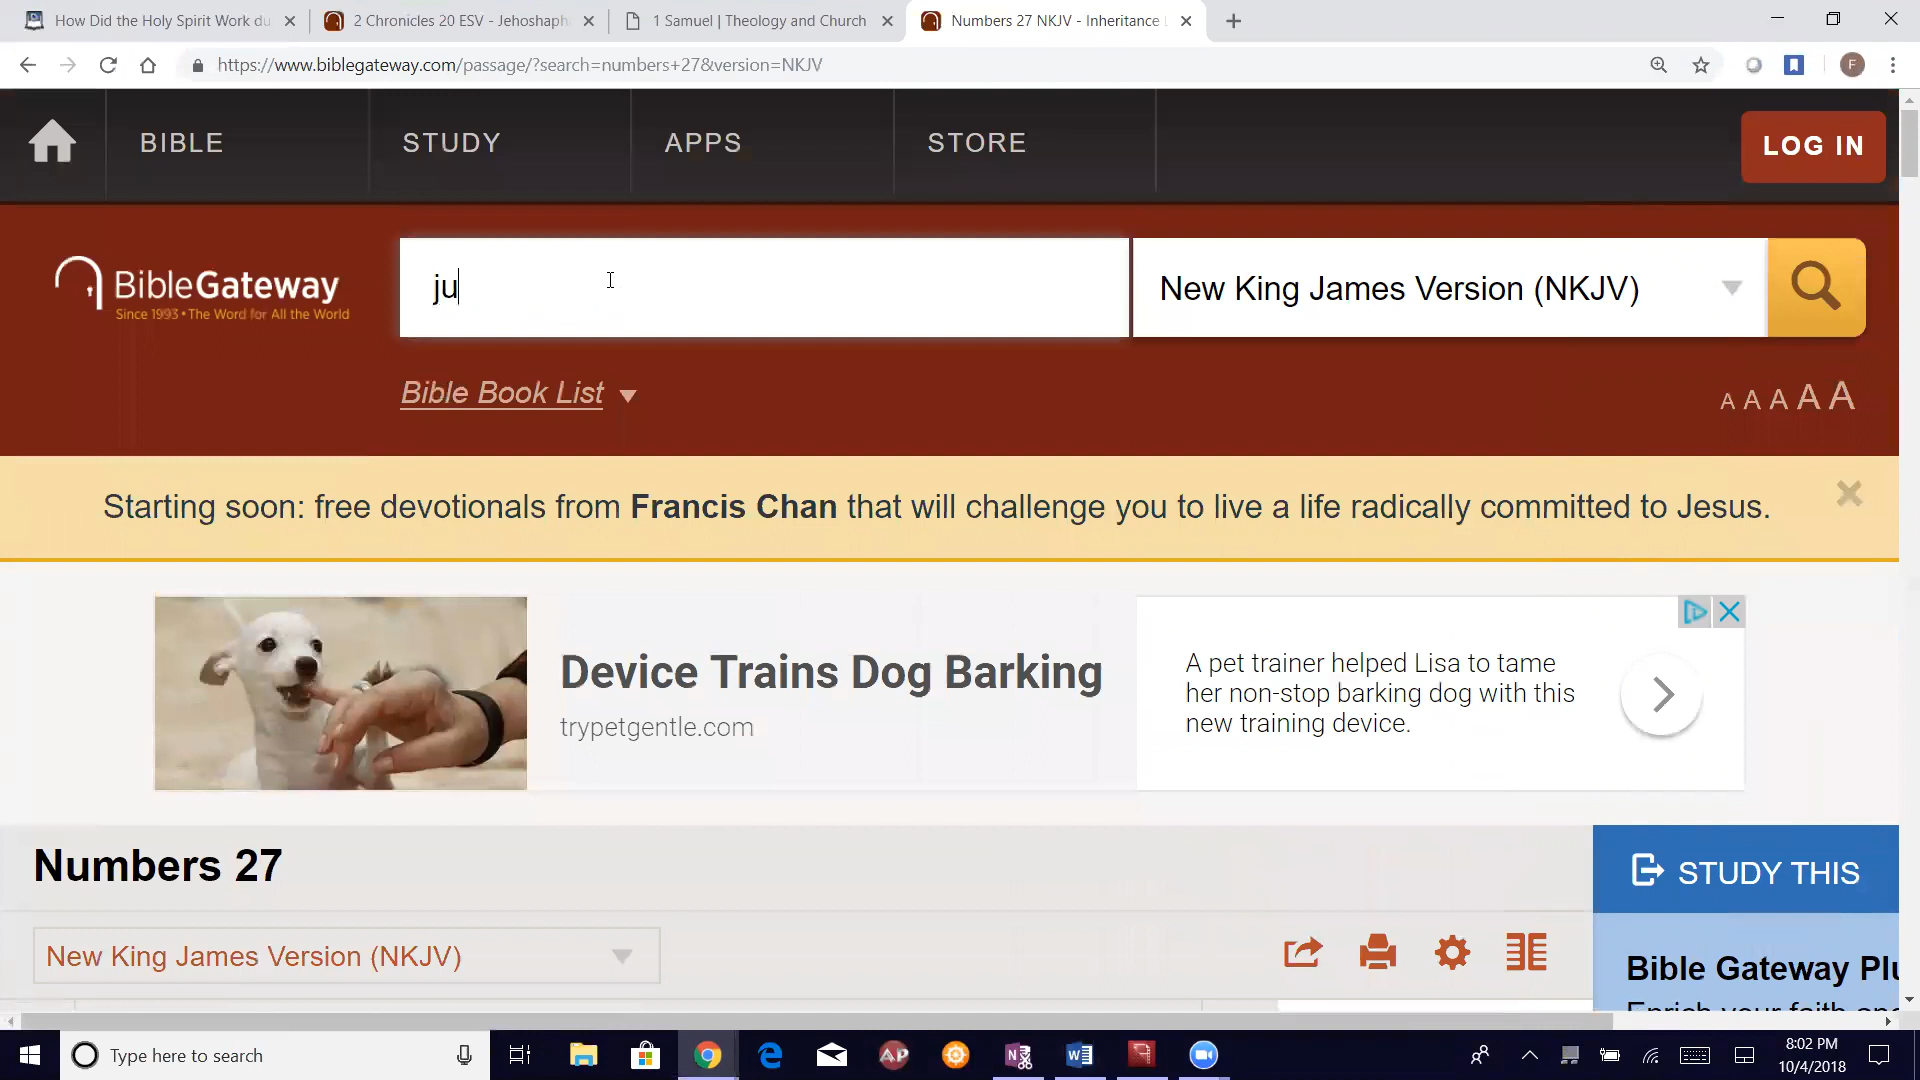 How Did the Holy Spirit Work du
2 Chronicles 20 ESV - Jehoshaph
1 Samuel | Theology and Church
Numbers 27 NKJV - Inheritance
https://www.biblegateway.com/passage/?search=numbers+27&version=NKJV
F
BIBLE
STUDY
APPS
STORE
LOG IN
BibleGateway
Since 1993 • The Word for All the World
ju
New King James Version (NKJV)
Bible Book List
A A A A A
Starting soon: free devotionals from Francis Chan that will challenge you to live a life radically committed to Jesus.
Device Trains Dog Barking
trypetgentle.com
A pet trainer helped Lisa to tame
her non-stop barking dog with this
new training device.
Numbers 27
STUDY THIS
New King James Version (NKJV)
Bible Gateway Plu
Enrich your faith and
Type here to search
AP
8:02 PM
10/4/2018